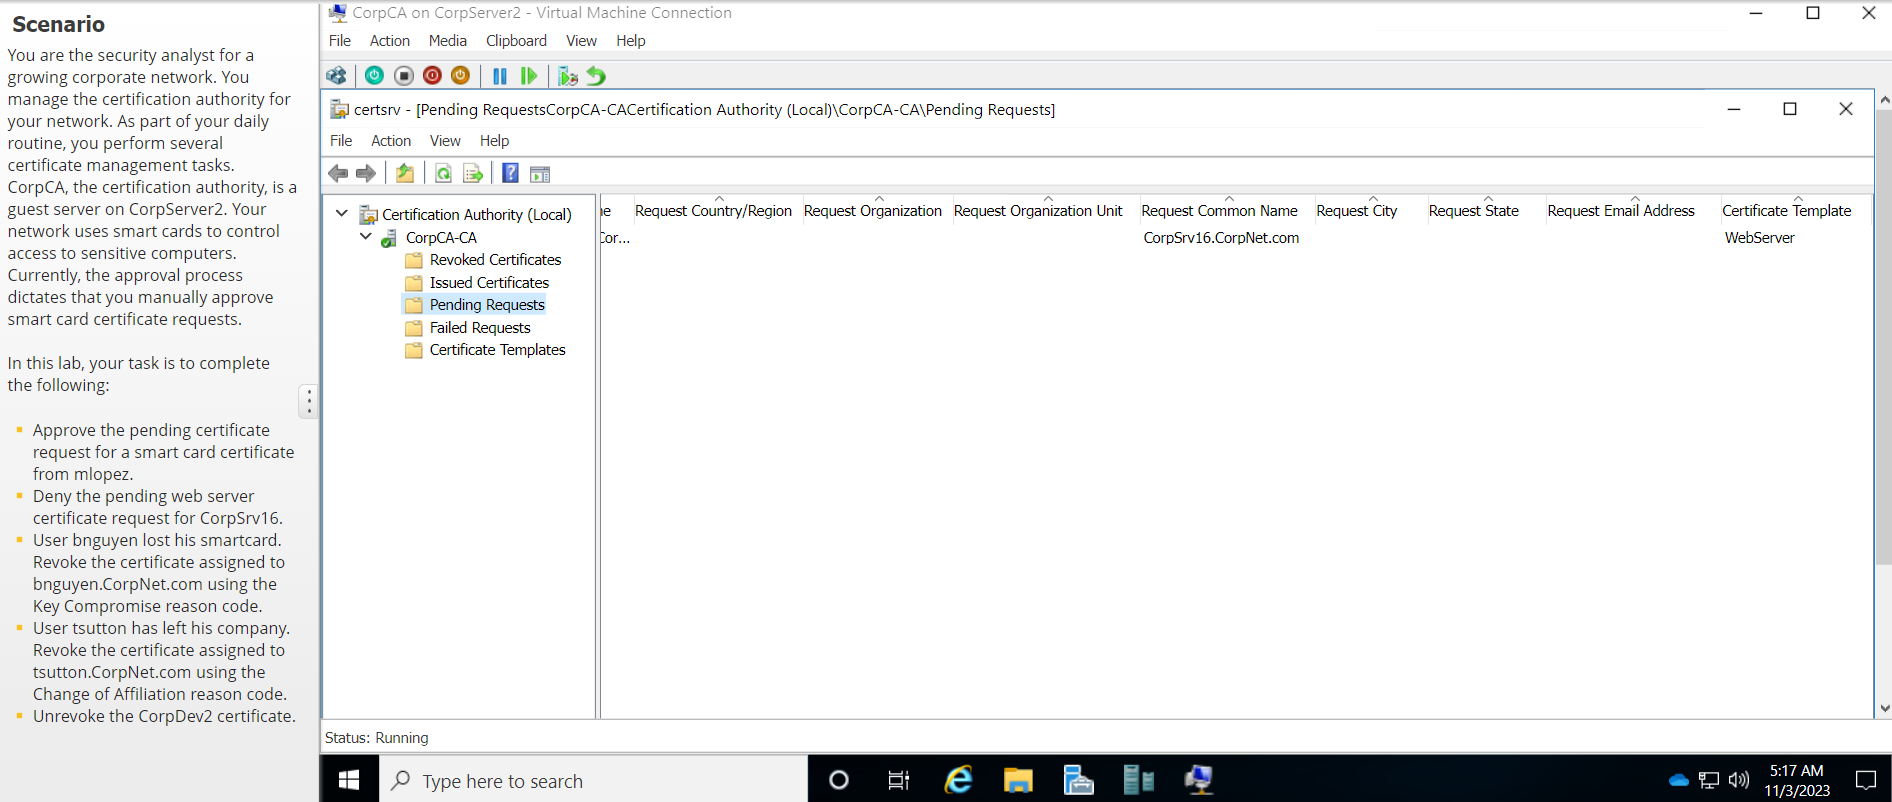 Scenario
You are the security analyst for a
growing corporate network. You
manage the certification authority for
your network. As part of your daily
routine, you perform several
certificate management tasks.
CorpCA, the certification authority, is a
guest server on CorpServer2. Your
network uses smart cards to control
access to sensitive computers.
Currently, the approval process
dictates that you manually approve
smart card certificate requests.
In this lab, your task is to complete
the following:
Approve the pending certificate
request for a smart card certificate
from mlopez.
Deny the pending web server
certificate request for CorpSrv16.
User bnguyen lost his smartcard.
Revoke the certificate assigned to
bnguyen.CorpNet.com using the
Key Compromise reason code.
User tsutton has left his company.
Revoke the certificate assigned to
tsutton.CorpNet.com using the
Change of Affiliation reason code.
Unrevoke the CorpDev2 certificate.
CorpCA on CorpServer2 - Virtual Machine Connection
File Action Media Clipboard View Help
certsrv - [Pending RequestsCorpCA-CACertification Authority (Local)\CorpCA-CA\Pending Requests]
File Action View Help
Certification Authority (Local)
CorpCA-CA
Revoked Certificates
Issued Certificates
Pending Requests
Failed Requests
Certificate Templates
Request Country/Region Request Organization Request Organization Unit Request Common Name Request City Request State Request Email Address Certificate Template
Cor... CorpSrv16.CorpNet.com WebServer
Status: Running
Type here to search
5:17 AM
11/3/2023